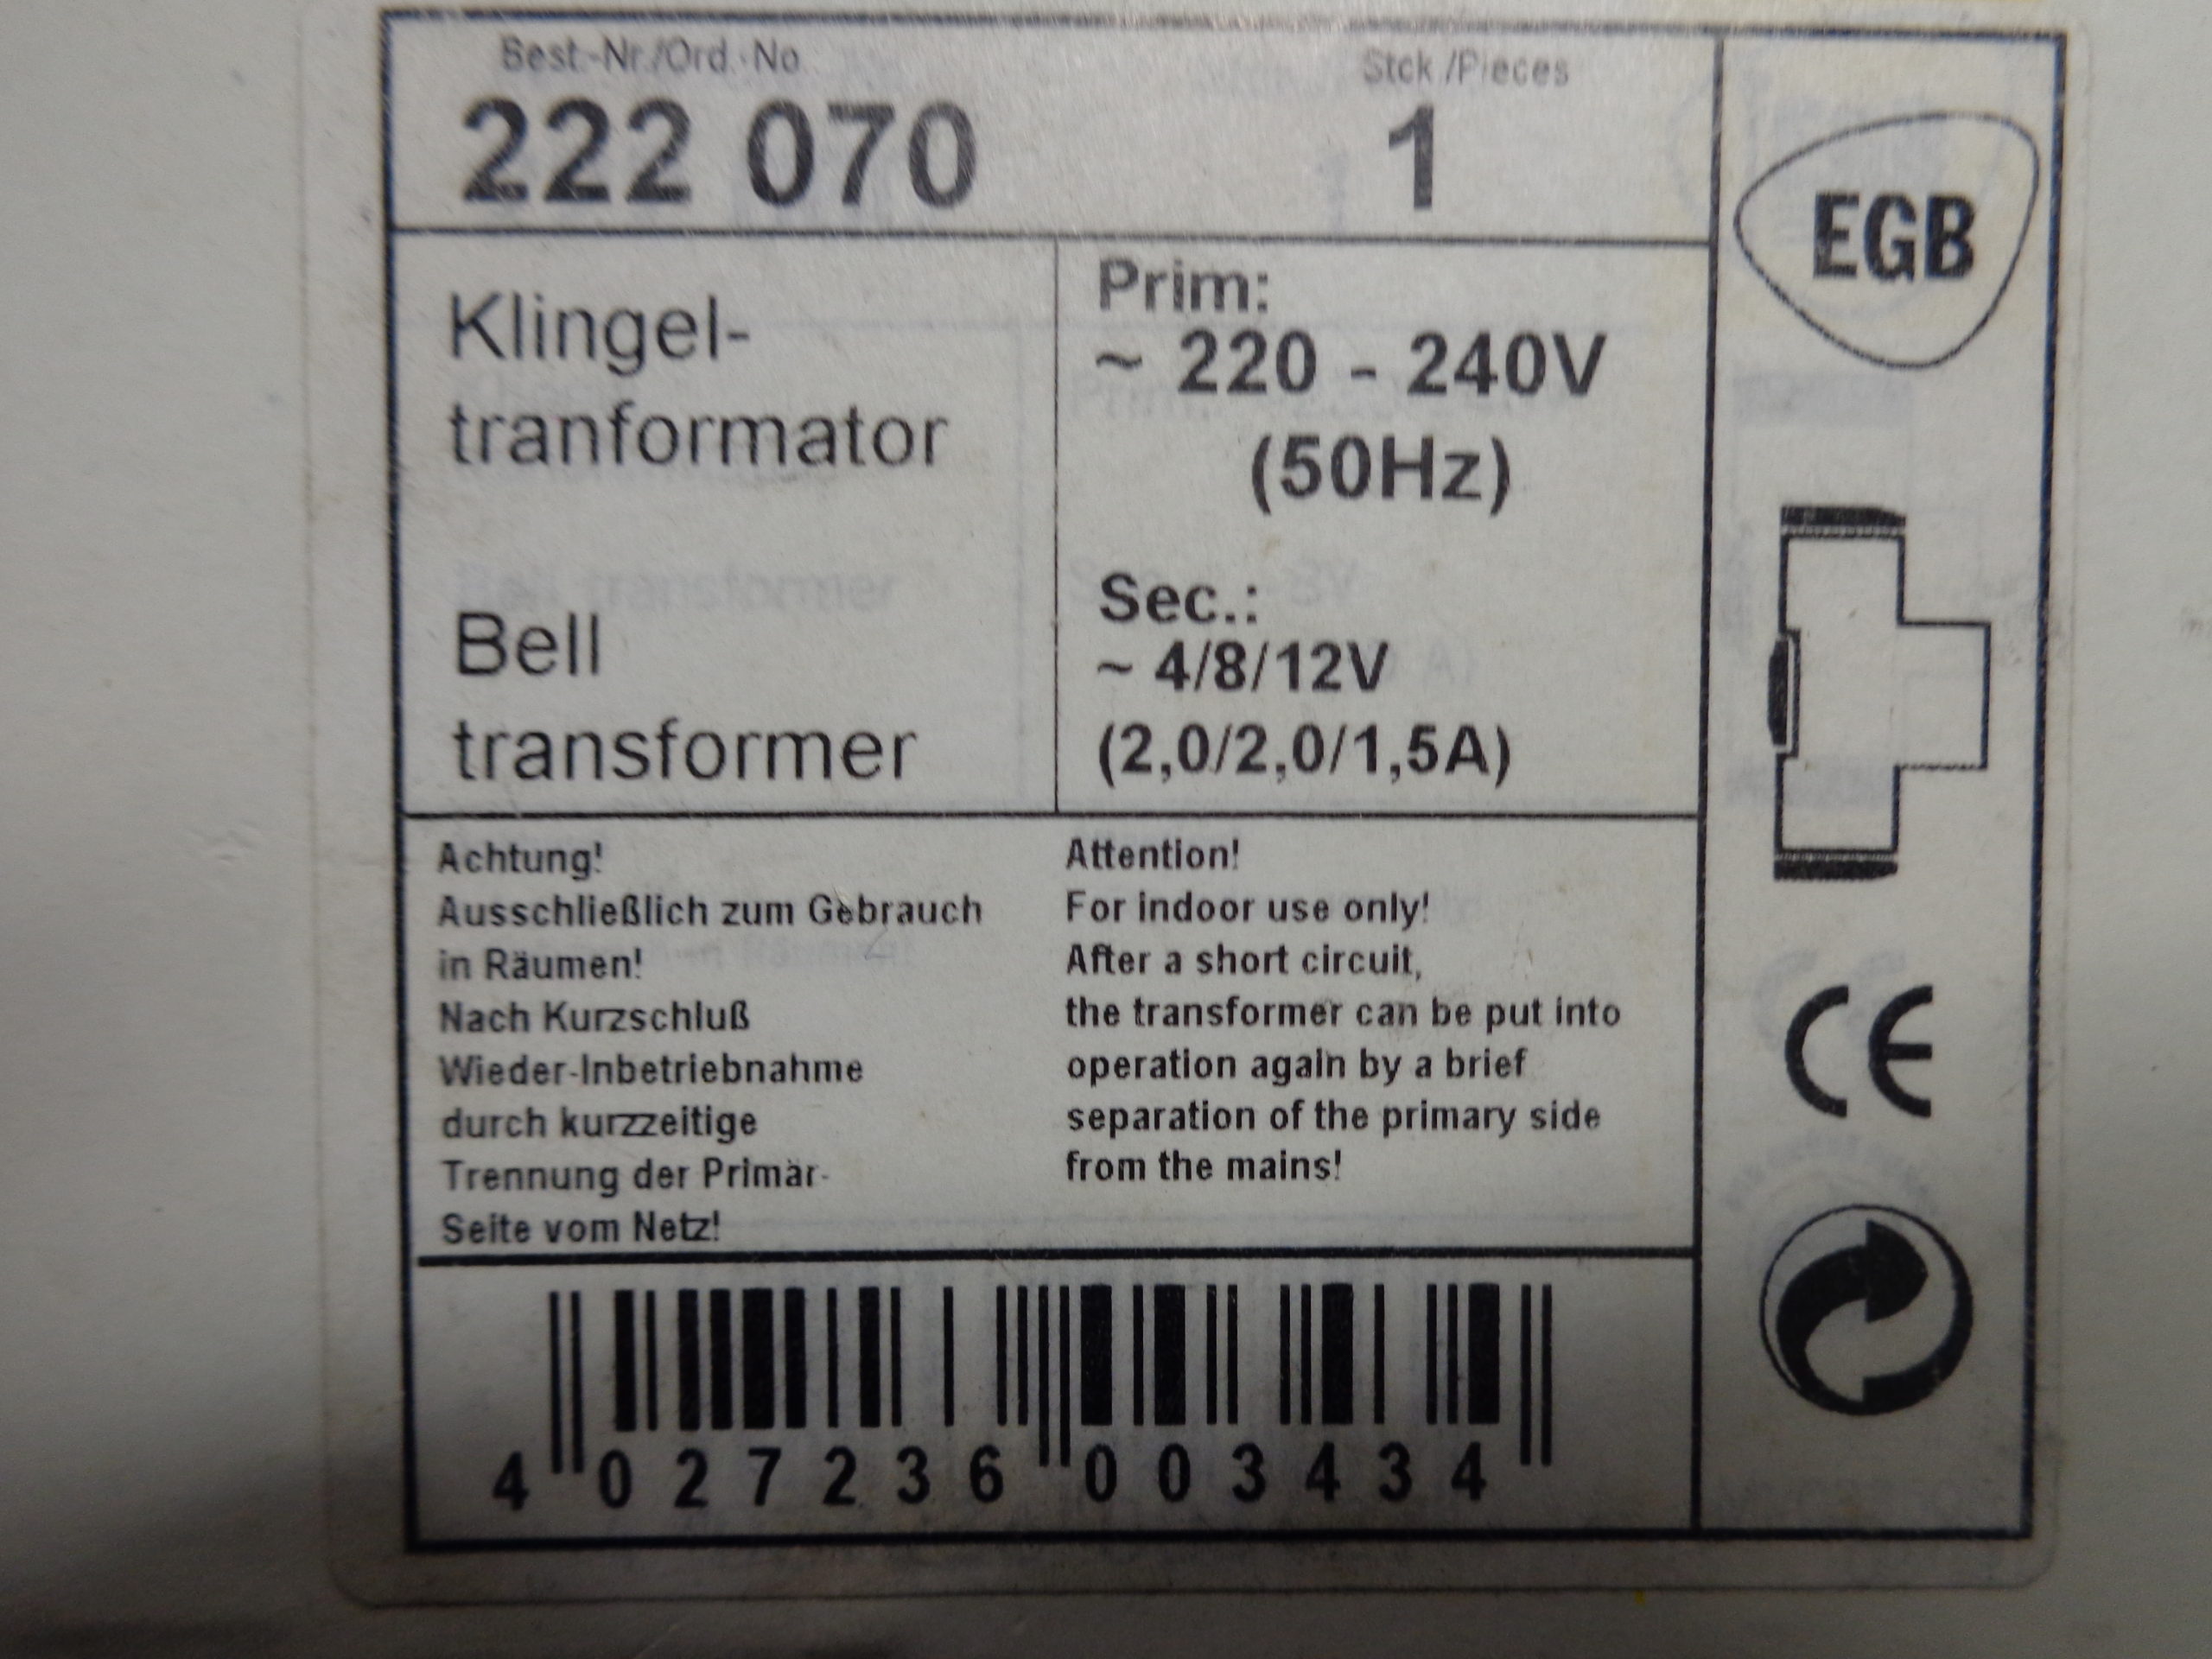 Best.-Nr./Ord.-No.
Stck./Pieces
222 070
1
EGB
Klingel-
tranformator
Bell
transformer
Prim:
~ 220 - 240V
(50Hz)
Sec.:
~ 4/8/12V
(2,0/2,0/1,5A)
Achtung!
Ausschließlich zum Gebrauch
in Räumen!
Nach Kurzschluß
Wieder-Inbetriebnahme
durch kurzzeitige
Trennung der Primär-
Seite vom Netz!
Attention!
For indoor use only!
After a short circuit,
the transformer can be put into
operation again by a brief
separation of the primary side
from the mains!
CE
4 027236 003434